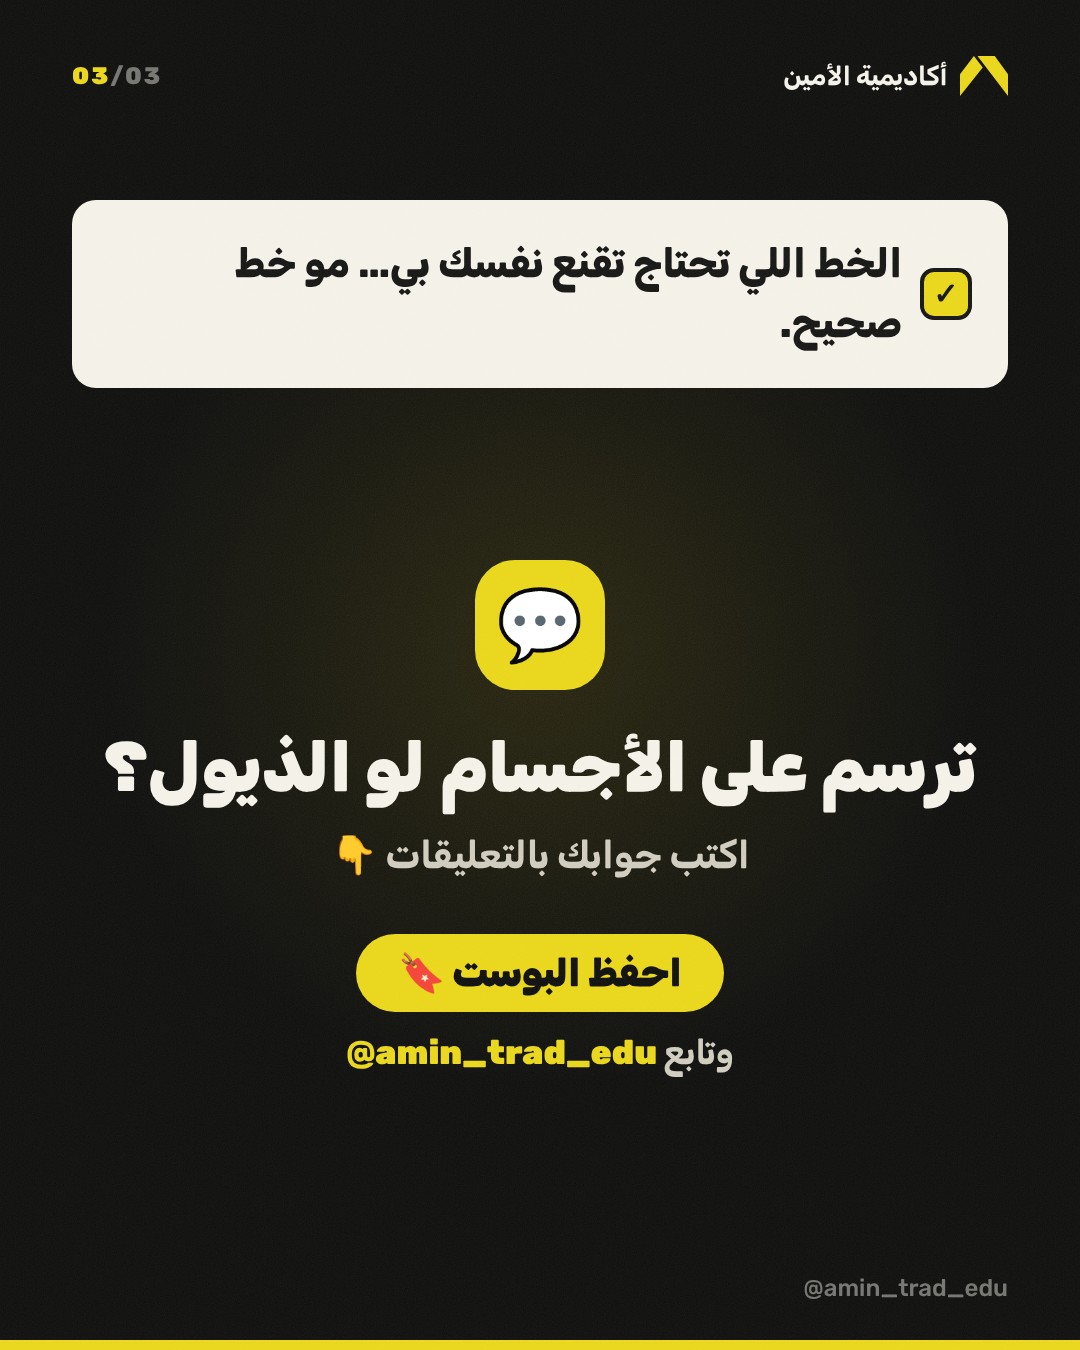 أكاديمية الأمين
03/03
الخط اللي تحتاج تقنع نفسك بي... مو خط
صحيح.
ترسم على الأجسام لو الذيول؟
اكتب جوابك بالتعليقات 👇
احفظ البوست 🔖
وتابع @amin_trad_edu
@amin_trad_edu